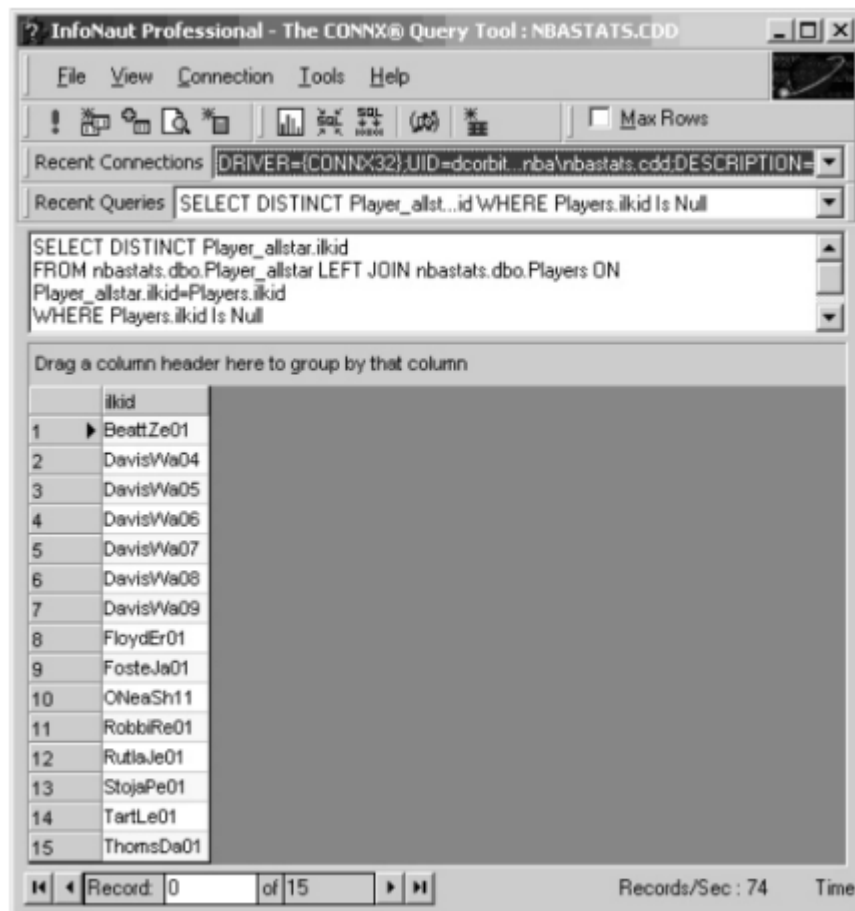 InfoNaut Professional - The CONNX® Query Tool : NBASTATS.CDD
File View Connection Tools Help
Max Rows
Recent Connections DRIVER={CONNX32};UID=dcorbit...nba\nbastats.cdd;DESCRIPTION=
Recent Queries SELECT DISTINCT Player_allst...id WHERE Players.ilkid Is Null
SELECT DISTINCT Player_allstar.ilkid
FROM nbastats.dbo.Player_allstar LEFT JOIN nbastats.dbo.Players ON
Player_allstar.ilkid=Players.ilkid
WHERE Players.ilkid Is Null
Drag a column header here to group by that column
ilkid
1 BeattZe01
2 DavisWa04
3 DavisWa05
4 DavisWa06
5 DavisWa07
6 DavisWa08
7 DavisWa09
8 FloydEr01
9 FosteJa01
10 ONeaSh11
11 RobbiRe01
12 RutlaJe01
13 StojaPe01
14 TartLe01
15 ThomsDa01
Record: 0 of 15 Records/Sec : 74 Time